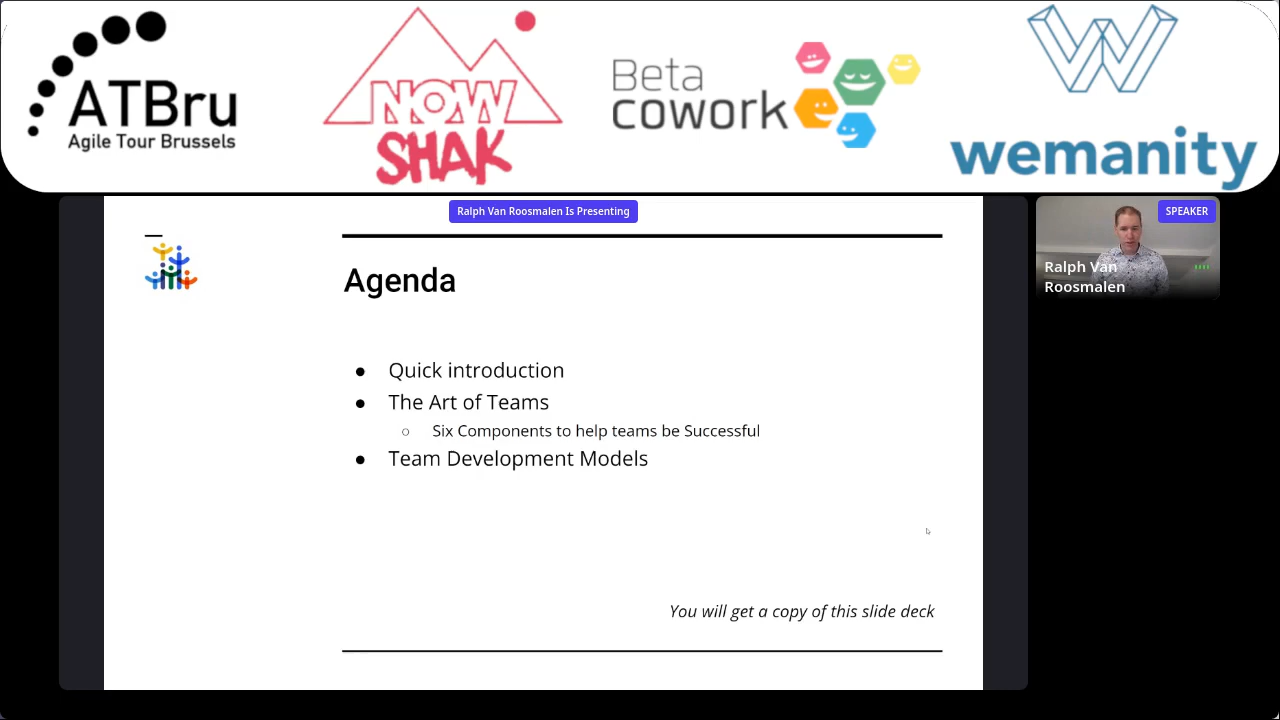 ATBru
Agile Tour Brussels
NOW
SHAK
Beta
cowork
wemanity
Ralph Van Roosmalen Is Presenting
SPEAKER
Ralph Van
Roosmalen
Agenda
● Quick introduction
● The Art of Teams
○ Six Components to help teams be Successful
● Team Development Models
You will get a copy of this slide deck